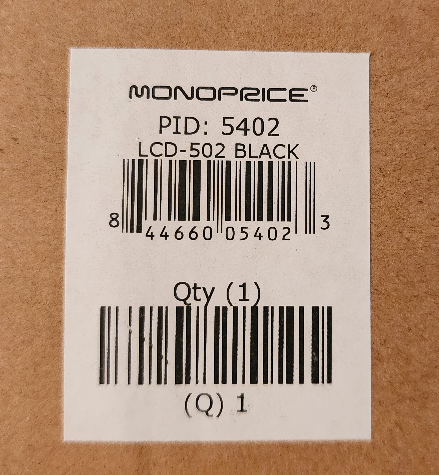 MONOPRICE®
PID: 5402
LCD-502 BLACK
8 44660 05402 3
Qty (1)
(Q) 1